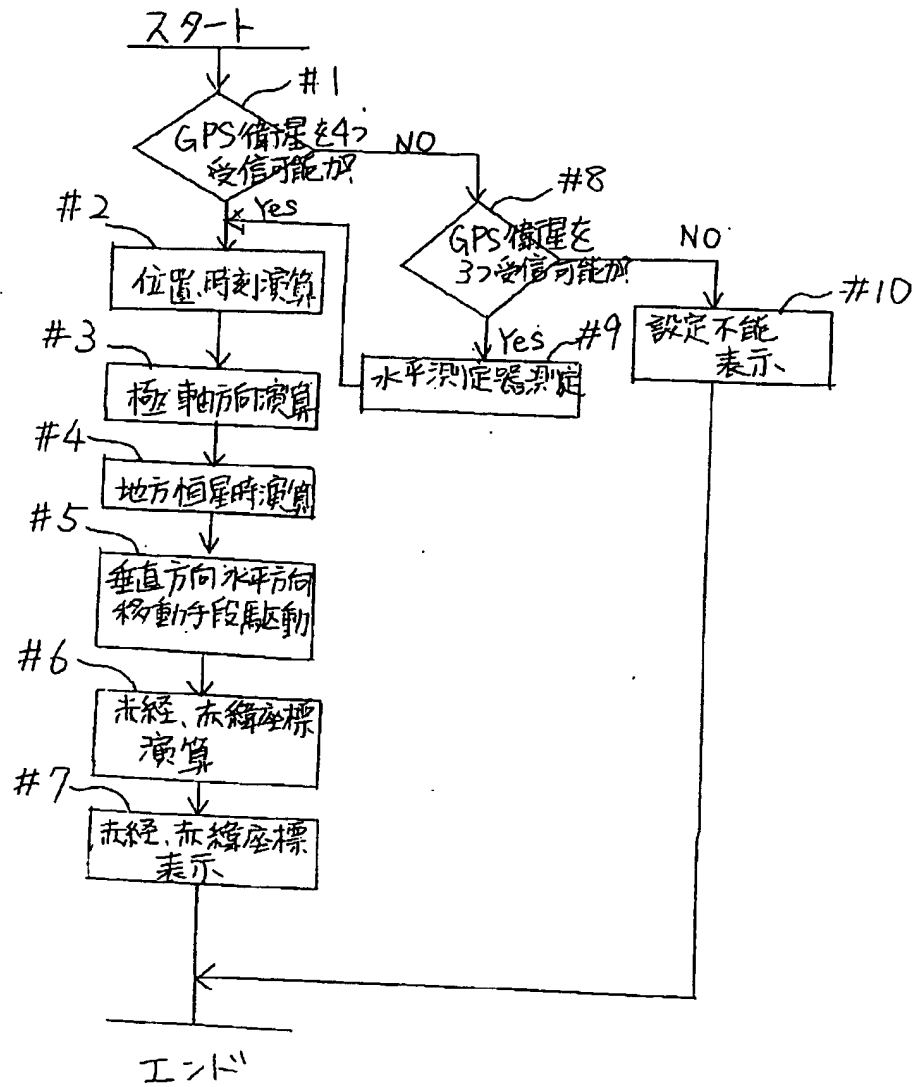 スタート
#1
GPS衛星を4つ
受信可能か?
NO
Yes
#8
GPS衛星を
3つ受信可能か?
NO
Yes
#2
位置、時刻演算
#9
水平測定器測定
#10
設定不能
表示
#3
極軸方向演算
#4
地方恒星時演算
#5
垂直方向水平方向
移動手段駆動
#6
赤経、赤緯座標
演算
#7
赤経、赤緯座標
表示
エンド